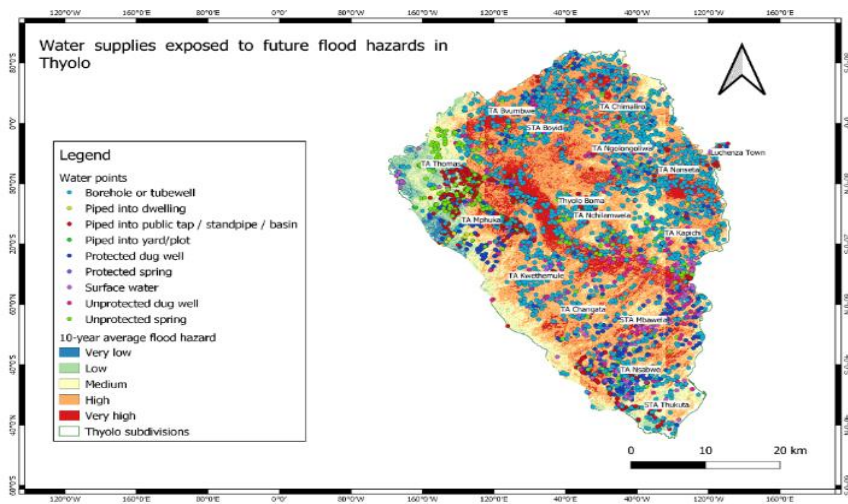 120°0'W 160°0'W 160°0'E 120°0'E 80°0'E 40°0'E 0°0' 40°0'W 80°0'W 120°0'W 160°0'W 160°0'E 120°0'E
Water supplies exposed to future flood hazards in
Thyolo
TA Bvumbwe
TA Chimaliro
STA Boyidi
TA Ngolongoliwa
Luchenza Town
TA Thomas
TA Nanseta
Thyolo Boma
TA Nchilamwela
TA Mphuka
TA Kapichi
TA Kwethemule
TA Changata
STA Mbawela
TA Nsabwe
STA Thukuta
Legend
Water points
Borehole or tubewell
Piped into dwelling
Piped into public tap / standpipe / basin
Piped into yard/plot
Protected dug well
Protected spring
Surface water
Unprotected dug well
Unprotected spring
10-year average flood hazard
Very low
Low
Medium
High
Very high
Thyolo subdivisions
0 10 20 km